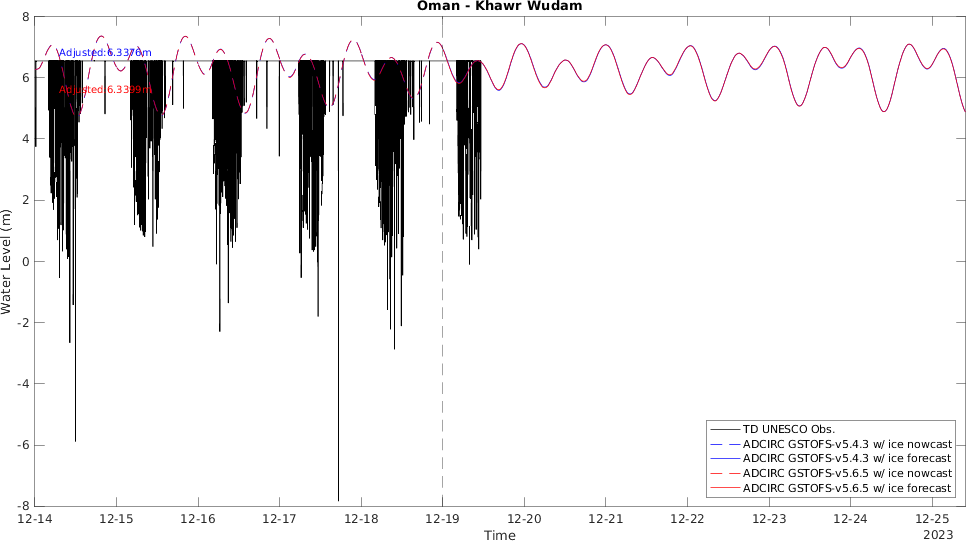 Oman - Khawr Wudam
Adjusted:6.3376m
Adjusted:6.3309m
Water Level (m)
8
6
4
2
0
-2
-4
-6
-8
TD UNESCO Obs.
ADCIRC GSTOFS-v5.4.3 w/ ice nowcast
ADCIRC GSTOFS-v5.4.3 w/ ice forecast
ADCIRC GSTOFS-v5.6.5 w/ ice nowcast
ADCIRC GSTOFS-v5.6.5 w/ ice forecast
12-14 12-15 12-16 12-17 12-18 12-19 12-20 12-21 12-22 12-23 12-24 12-25
Time
2023